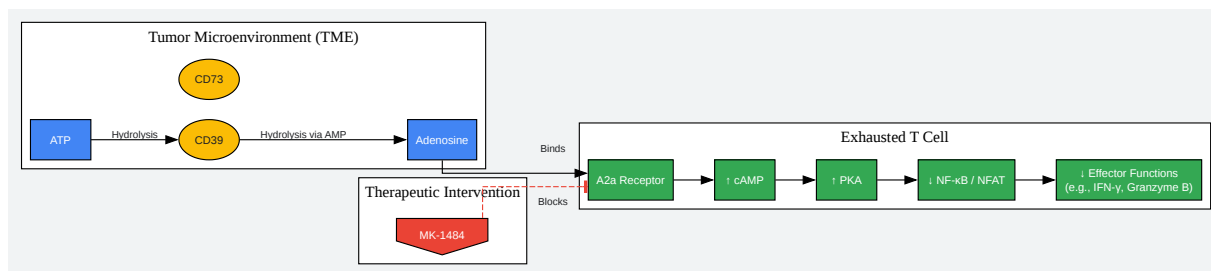 Tumor Microenvironment (TME)
CD73
ATP
Hydrolysis
CD39
Hydrolysis via AMP
Adenosine
Binds
Blocks
Therapeutic Intervention
MK-1484
Exhausted T Cell
A2a Receptor
↑ cAMP
↑ PKA
↓ NF-κB / NFAT
↓ Effector Functions
(e.g., IFN-γ, Granzyme B)